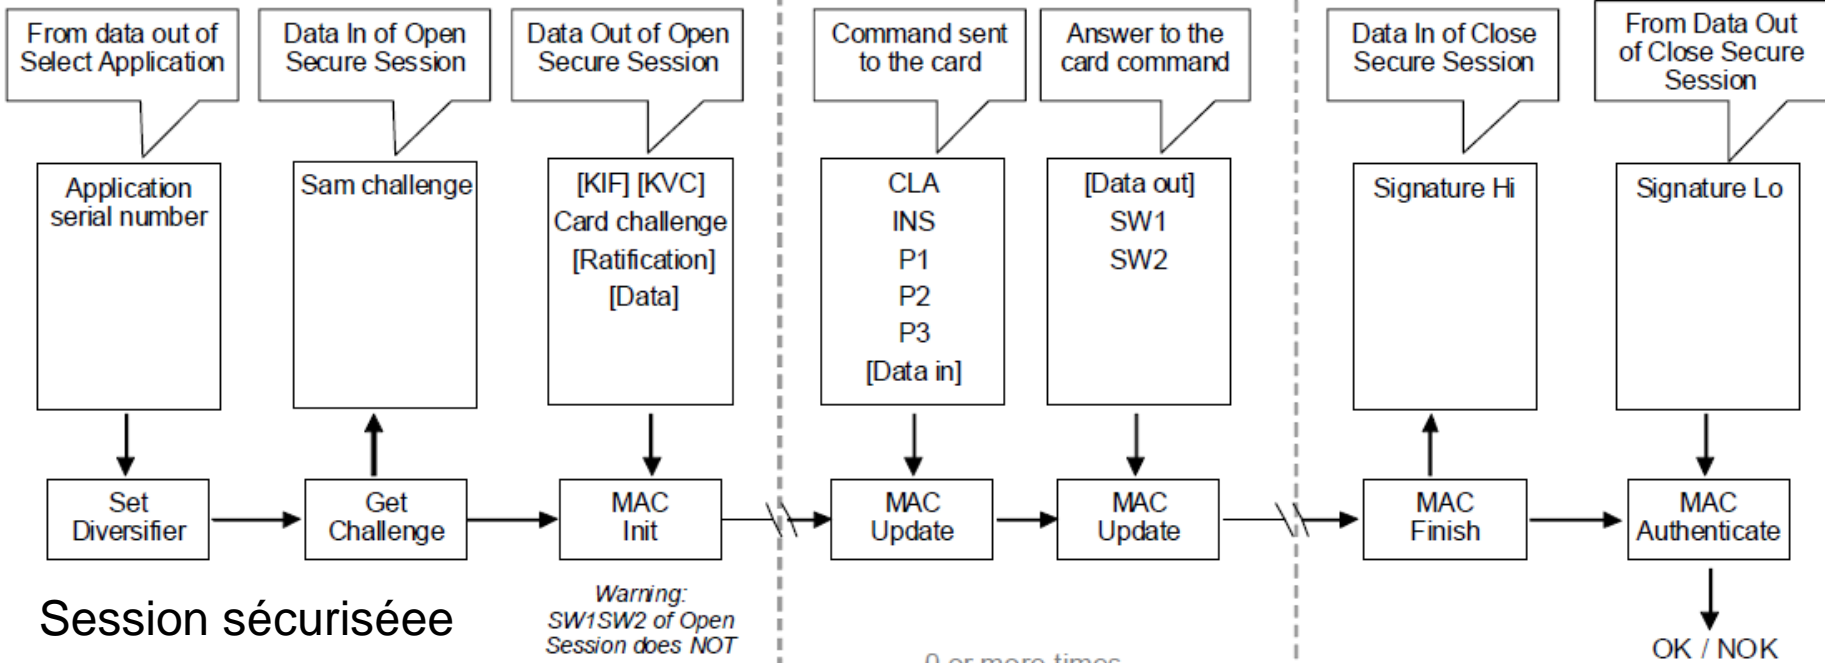 From data out of
Select Application
Data In of Open
Secure Session
Data Out of Open
Secure Session
Command sent
to the card
Answer to the
card command
Data In of Close
Secure Session
From Data Out
of Close Secure
Session
Application
serial number
Sam challenge
[KIF] [KVC]
Card challenge
[Ratification]
[Data]
CLA
INS
P1
P2
P3
[Data in]
[Data out]
SW1
SW2
Signature Hi
Signature Lo
Set
Diversifier
Get
Challenge
MAC
Init
MAC
Update
MAC
Update
MAC
Finish
MAC
Authenticate
Session sécuriséee
Warning:
SW1SW2 of Open
Session does NOT
0 or more times
OK / NOK